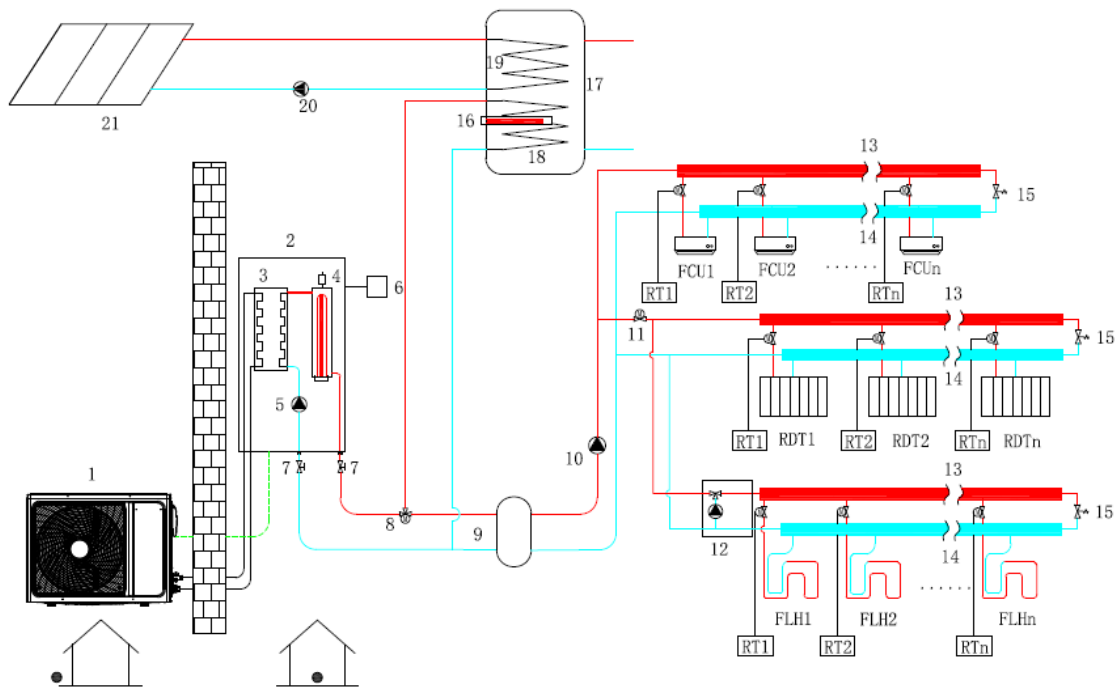 19
17
20
21
16
18
13
15
14
FCU1
FCU2
. . . . . .
FCUn
RT1
RT2
RTn
2
3
4
6
13
11
15
14
5
RT1
RDT1
RT2
RDT2
RTn
RDTn
10
1
7
7
13
8
9
12
15
14
. . . . . .
FLH1
FLH2
FLHn
RT1
RT2
RTn